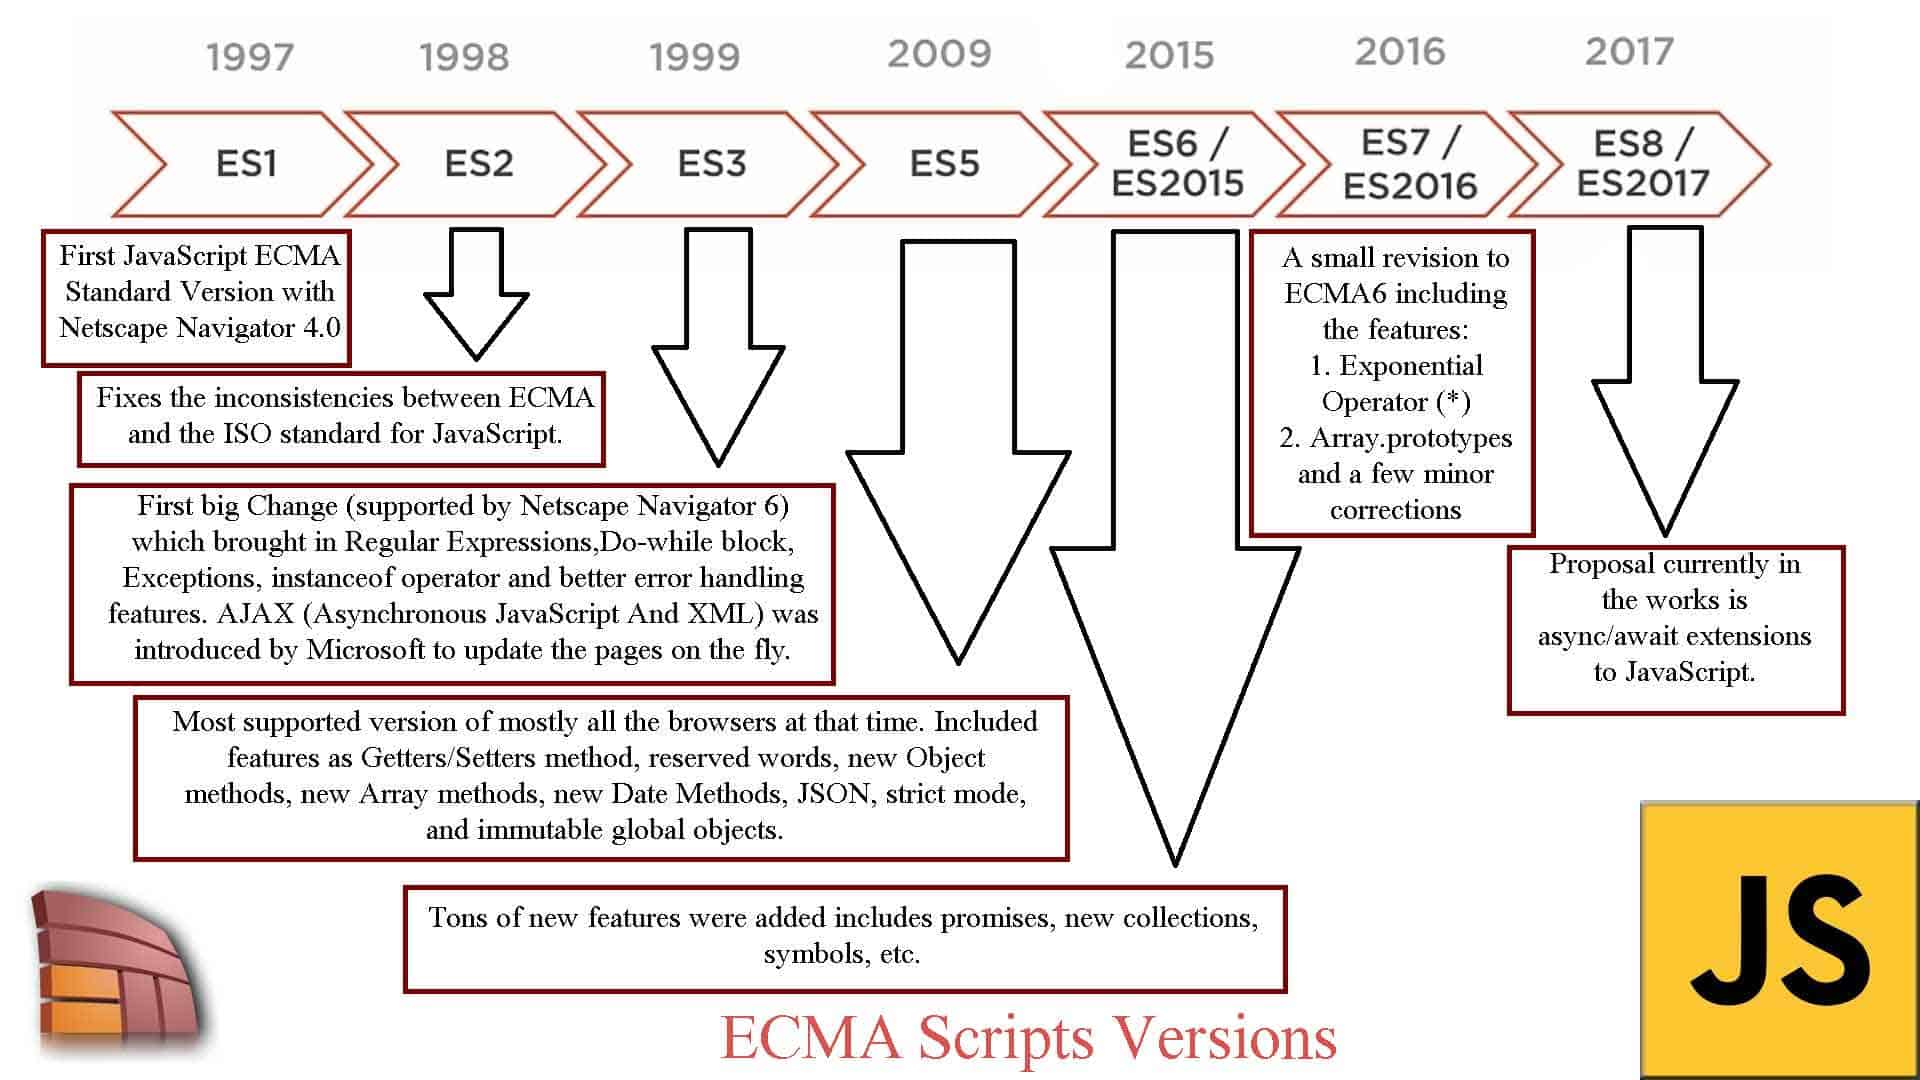 1997
1998
1999
2009
2015
2016
2017
ES1
ES2
ES3
ES5
ES6 /
ES2015
ES7 /
ES2016
ES8 /
ES2017
First JavaScript ECMA
Standard Version with
Netscape Navigator 4.0
Fixes the inconsistencies between ECMA
and the ISO standard for JavaScript.
First big Change (supported by Netscape Navigator 6)
which brought in Regular Expressions,Do-while block,
Exceptions, instanceof operator and better error handling
features. AJAX (Asynchronous JavaScript And XML) was
introduced by Microsoft to update the pages on the fly.
Most supported version of mostly all the browsers at that time. Included
features as Getters/Setters method, reserved words, new Object
methods, new Array methods, new Date Methods, JSON, strict mode,
and immutable global objects.
Tons of new features were added includes promises, new collections,
symbols, etc.
A small revision to
ECMA6 including
the features:
1. Exponential
Operator (*)
2. Array.prototypes
and a few minor
corrections
Proposal currently in
the works is
async/await extensions
to JavaScript.
JS
ECMA Scripts Versions